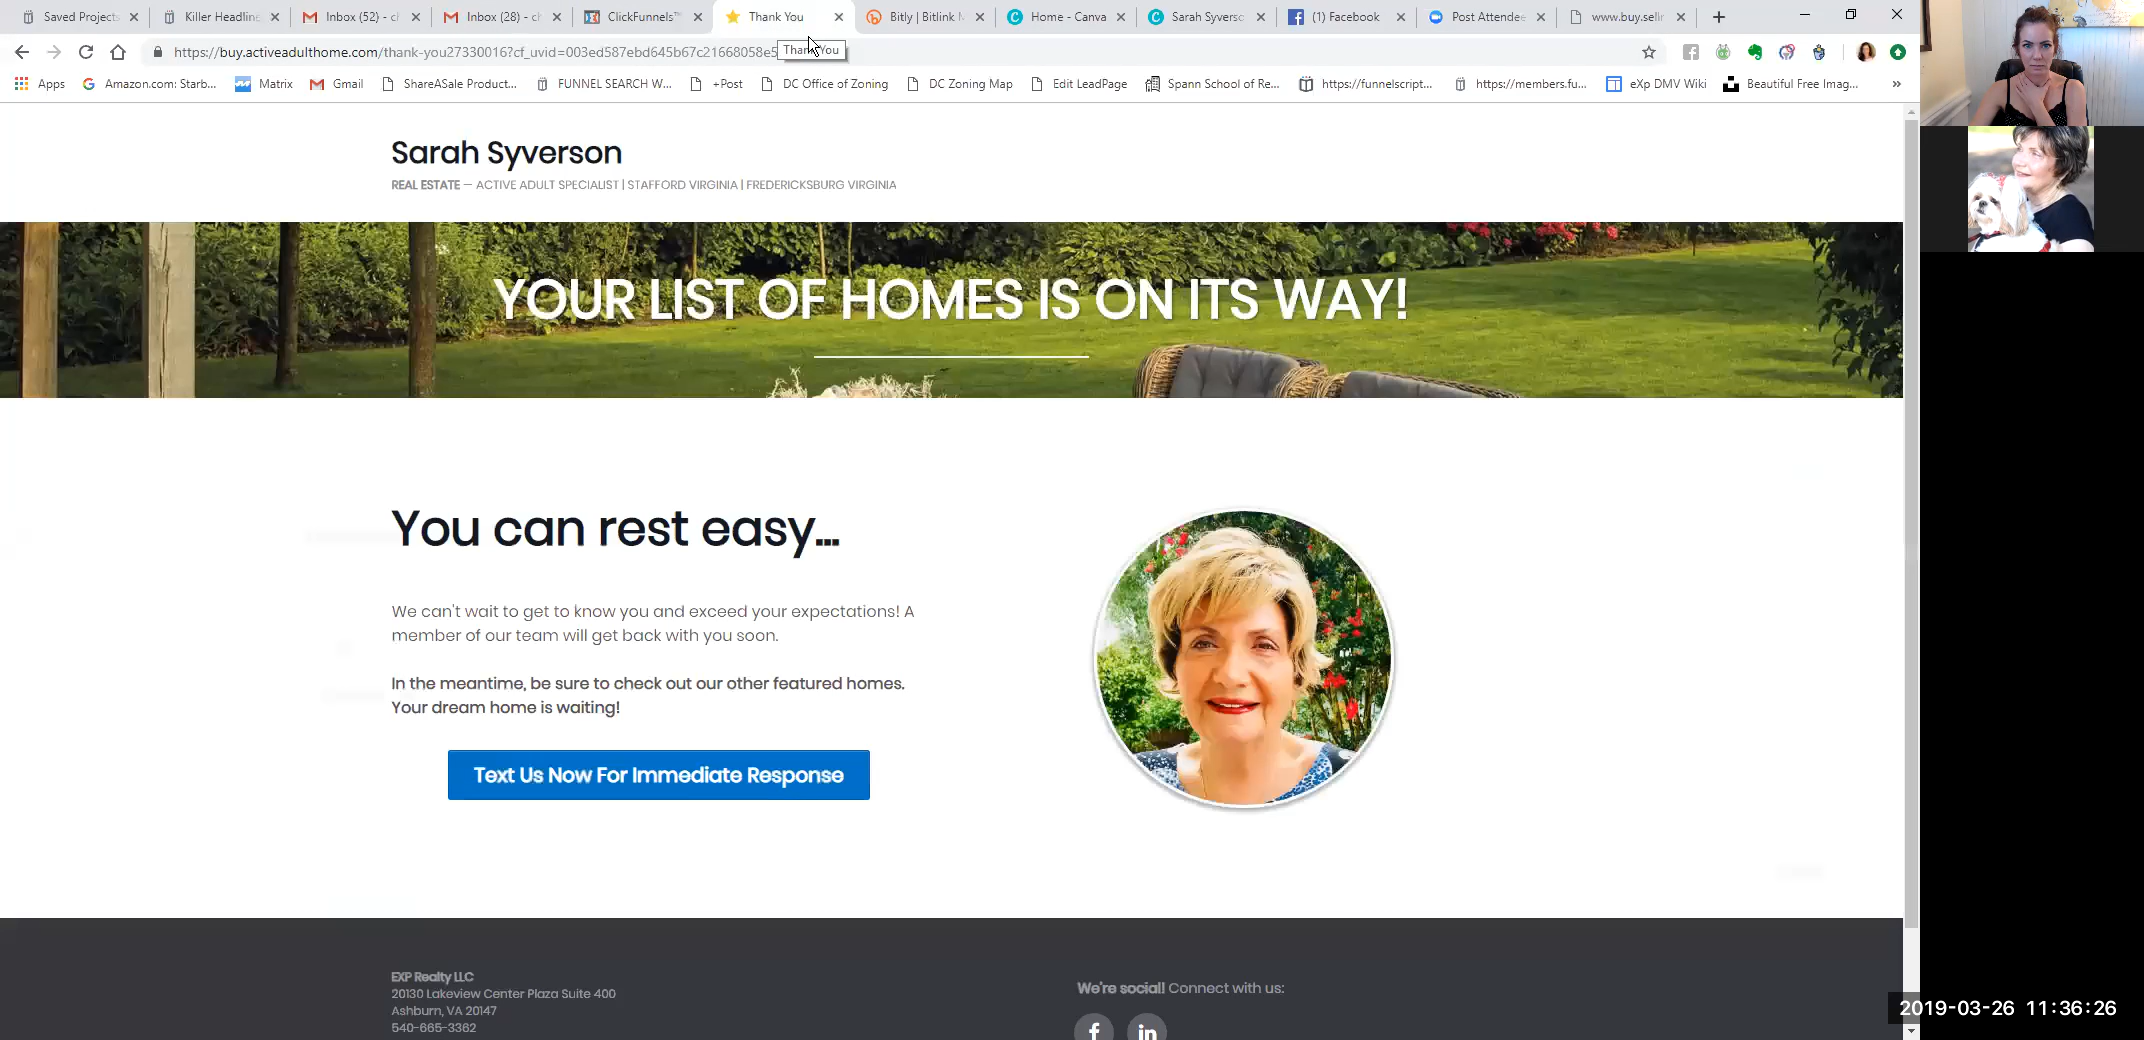 Saved Projects
Killer Headline
Inbox (52) - ch
Inbox (28) - ch
ClickFunnels™
Thank You
Bitly | Bitlink M
Home - Canva
Sarah Syverso
(1) Facebook
Post Attendee
www.buy.sellin
https://buy.activeadulthome.com/thank-you27330016?cf_uvid=003ed587ebd645b67c21668058e5
Thank You
Apps
Amazon.com: Starb...
Matrix
Gmail
ShareASale Product...
FUNNEL SEARCH W...
+Post
DC Office of Zoning
DC Zoning Map
Edit LeadPage
Spann School of Re...
https://funnelscript...
https://members.fu...
eXp DMV Wiki
Beautiful Free Imag...
Sarah Syverson
REAL ESTATE — ACTIVE ADULT SPECIALIST | STAFFORD VIRGINIA | FREDERICKSBURG VIRGINIA
YOUR LIST OF HOMES IS ON ITS WAY!
You can rest easy...
We can't wait to get to know you and exceed your expectations! A
member of our team will get back with you soon.
In the meantime, be sure to check out our other featured homes.
Your dream home is waiting!
Text Us Now For Immediate Response
EXP Realty LLC
20130 Lakeview Center Plaza Suite 400
Ashburn, VA 20147
540-665-3362
We're social! Connect with us:
2019-03-26 11:36:26